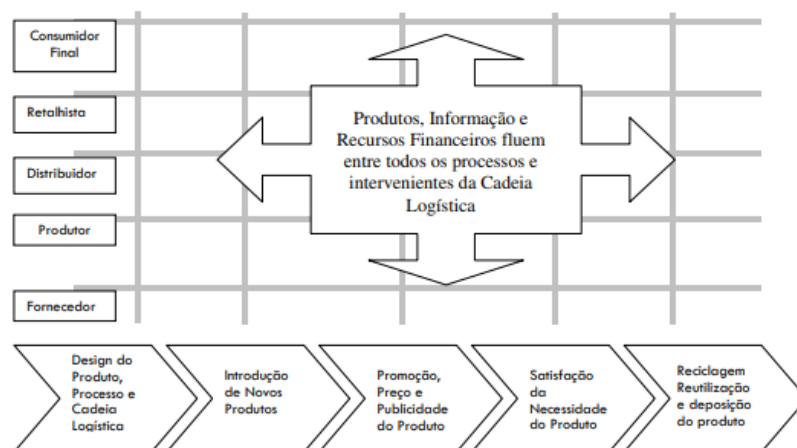 Consumidor
Final
Retalhista
Distribuidor
Produtor
Fornecedor
Produtos, Informação e
Recursos Financeiros fluem
entre todos os processos e
intervenientes da Cadeia
Logística
Design do
Produto,
Processo e
Cadeia
Logística
Introdução
de Novos
Produtos
Promoção,
Preço e
Publicidade
do Produto
Satisfação
da
Necessidade
do Produto
Reciclagem
Reutilização
e deposição
do produto